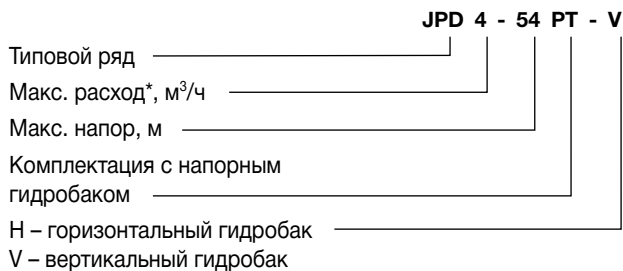 JPD 4 - 54 PT - V
Типовой ряд
Макс. расход*, м³/ч
Макс. напор, м
Комплектация с напорным
гидробаком
H – горизонтальный гидробак
V – вертикальный гидробак